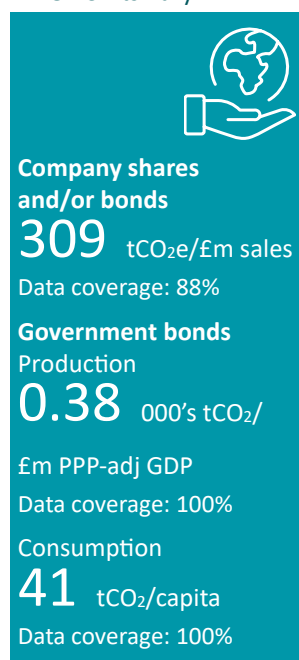 Company shares
and/or bonds
309 tCO₂e/£m sales
Data coverage: 88%
Government bonds
Production
0.38 000’s tCO₂/
£m PPP-adj GDP
Data coverage: 100%
Consumption
41 tCO₂/capita
Data coverage: 100%